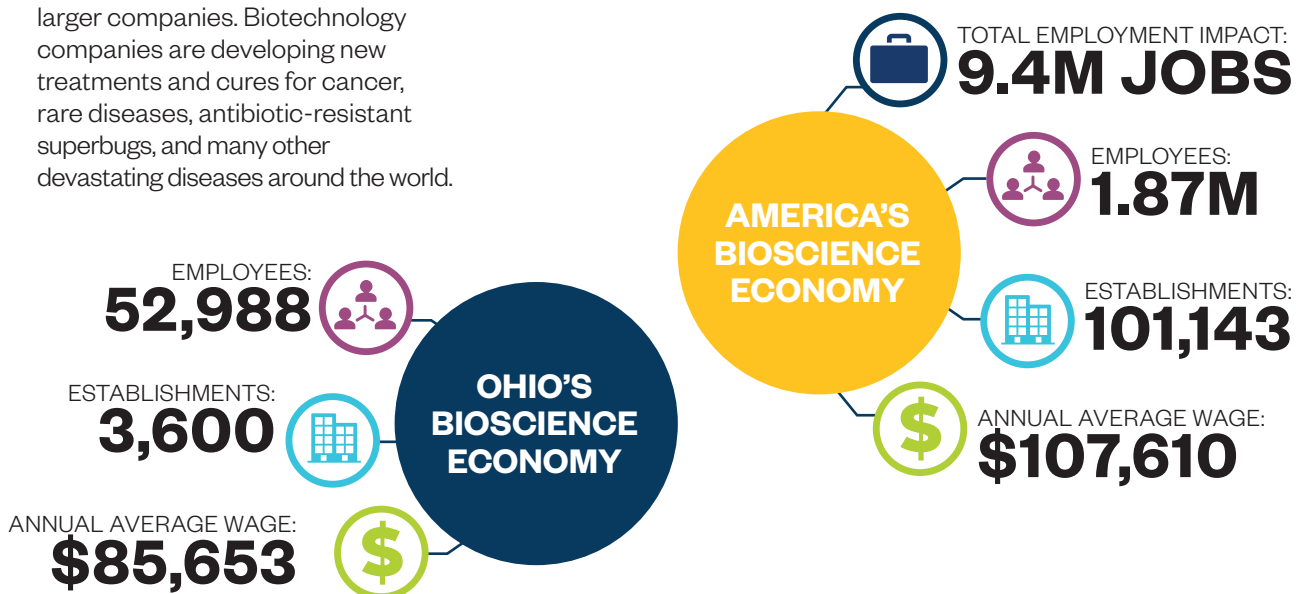 larger companies. Biotechnology
companies are developing new
treatments and cures for cancer,
rare diseases, antibiotic-resistant
superbugs, and many other
devastating diseases around the world.
TOTAL EMPLOYMENT IMPACT:
9.4M JOBS
EMPLOYEES:
1.87M
AMERICA'S
BIOSCIENCE
ECONOMY
ESTABLISHMENTS:
101,143
ANNUAL AVERAGE WAGE:
$107,610
EMPLOYEES:
52,988
ESTABLISHMENTS:
3,600
OHIO'S
BIOSCIENCE
ECONOMY
ANNUAL AVERAGE WAGE:
$85,653